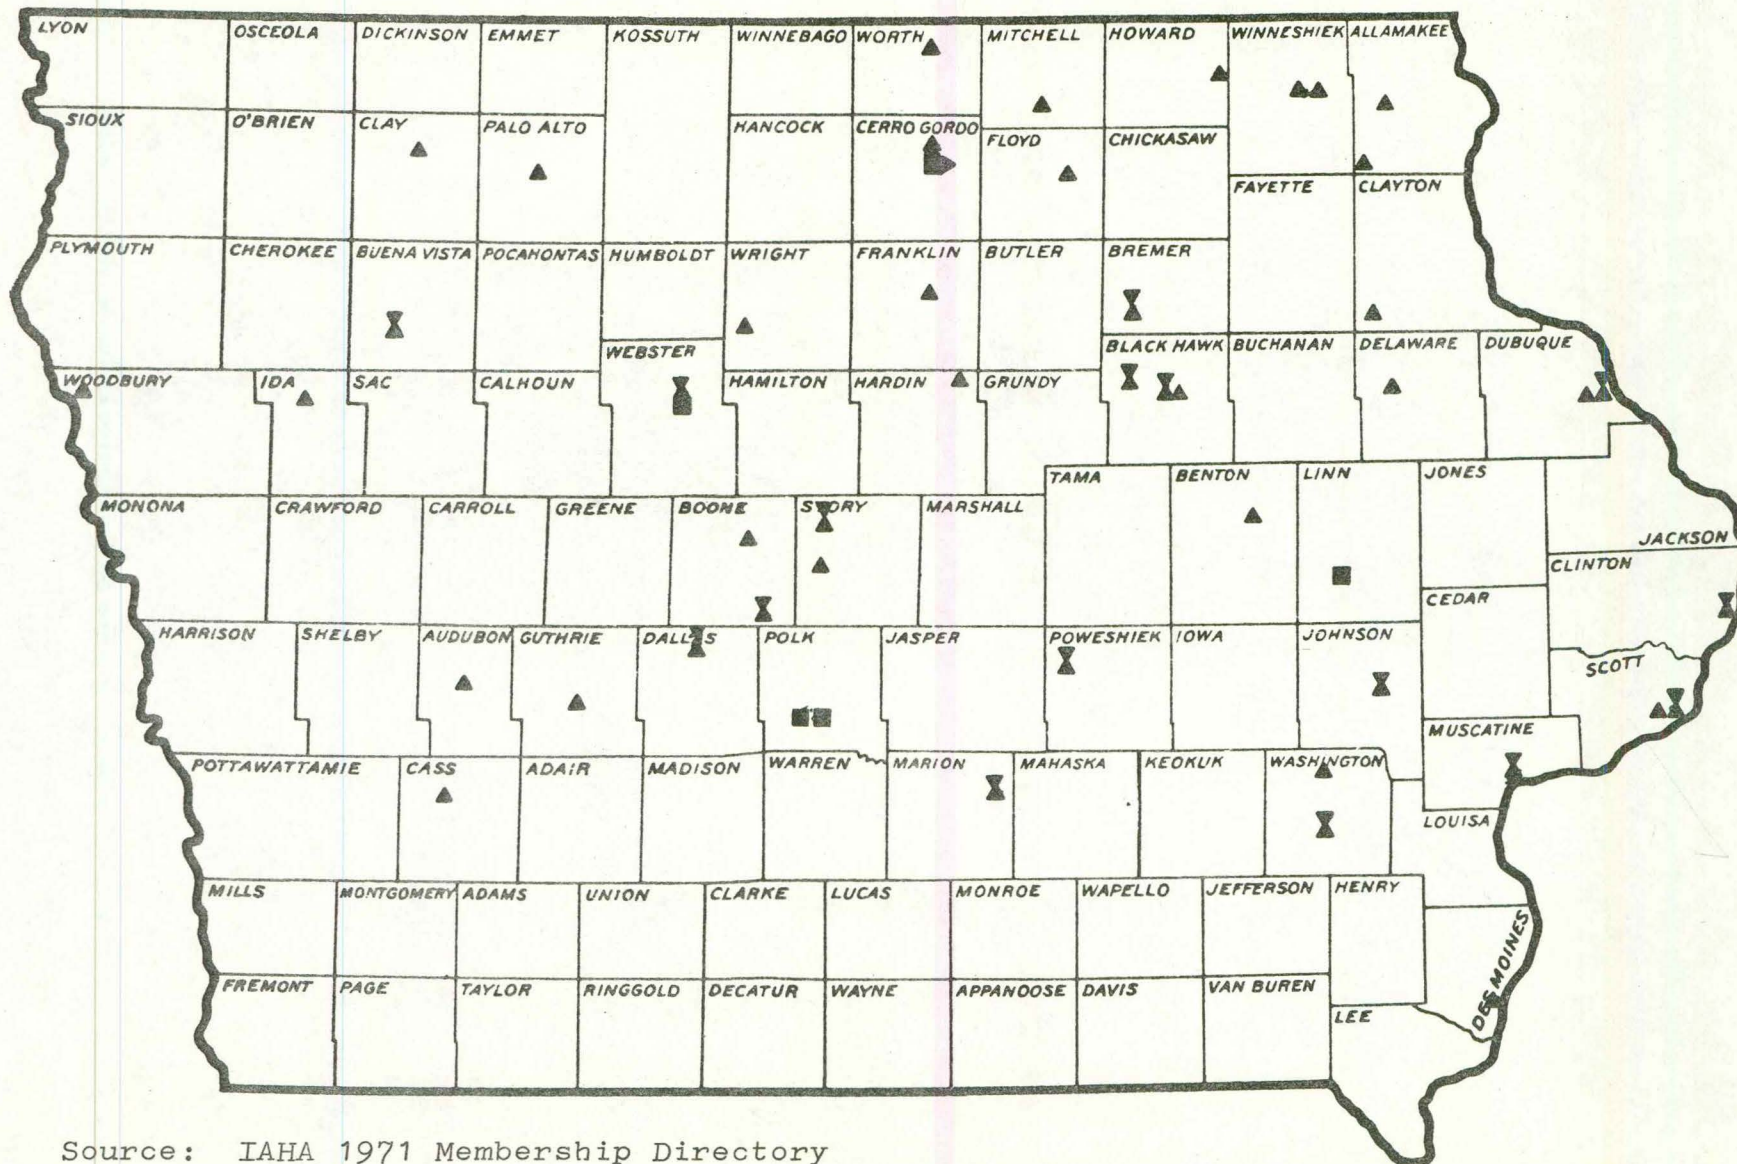 LYON OSCEOLA DICKINSON EMMET KOSSUTH WINNEBAGO WORTH MITCHELL HOWARD WINNESHIEK ALLAMAKEE
SIOUX O'BRIEN CLAY PALO ALTO HANCOCK CERRO GORDO FLOYD CHICKASAW
FAYETTE CLAYTON
PLYMOUTH CHEROKEE BUENA VISTA POCAHONTAS HUMBOLDT WRIGHT FRANKLIN BUTLER BREMER
WEBSTER BLACK HAWK BUCHANAN DELAWARE DUBUQUE
WOODBURY IDA SAC CALHOUN HAMILTON HARDIN GRUNDY
TAMA BENTON LINN JONES
MONONA CRAWFORD CARROLL GREENE BOONE STORY MARSHALL
JACKSON
CLINTON
CEDAR
HARRISON SHELBY AUDUBON GUTHRIE DALLAS POLK JASPER POWESHIEK IOWA JOHNSON
SCOTT
MUSCATINE
POTTAWATTAMIE CASS ADAIR MADISON WARREN MARION MAHASKA KEOKUK WASHINGTON
LOUISA
MILLS MONTGOMERY ADAMS UNION CLARKE LUCAS MONROE WAPELLO JEFFERSON HENRY
DES MOINES
FREMONT PAGE TAYLOR RINGGOLD DECATUR WAYNE APPANOOSE DAVIS VAN BUREN
LEE
Source: IAHA 1971 Membership Directory